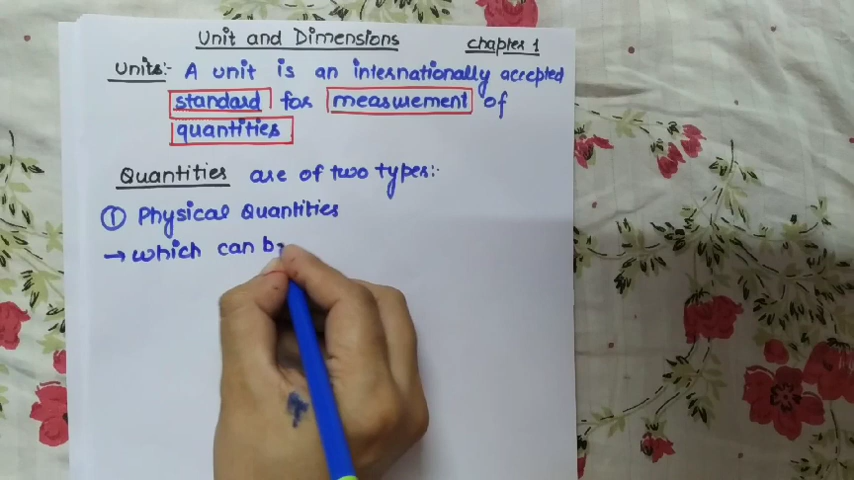 Unit and Dimensions chapter 1
Units:- A unit is an internationally accepted
standard for measurement of
quantities
Quantities are of two types:-
① Physical Quantities
→ which can b